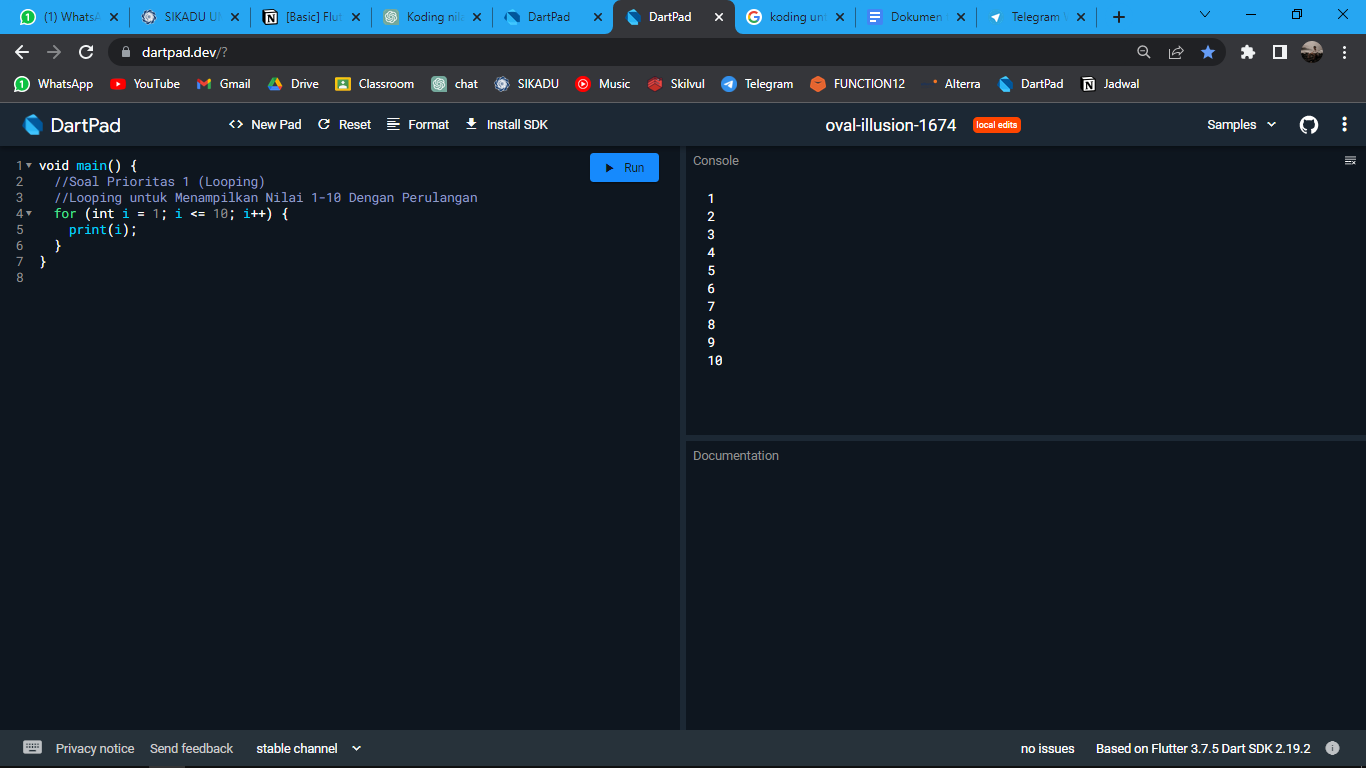 (1) WhatsA
SIKADU UN
[Basic] Flut
Koding nil
DartPad
DartPad
koding unt
Dokumen
Telegram
dartpad.dev/?
WhatsApp YouTube Gmail Drive Classroom chat SIKADU Music Skilvul Telegram FUNCTION12 Alterra DartPad Jadwal
DartPad <> New Pad Reset Format Install SDK oval-illusion-1674 local edits Samples
Run
1 void main() {
2 //Soal Prioritas 1 (Looping)
3 //Looping untuk Menampilkan Nilai 1-10 Dengan Perulangan
4 for (int i = 1; i <= 10; i++) {
5 print(i);
6 }
7 }
8
Console
1
2
3
4
5
6
7
8
9
10
Documentation
Privacy notice Send feedback stable channel no issues Based on Flutter 3.7.5 Dart SDK 2.19.2